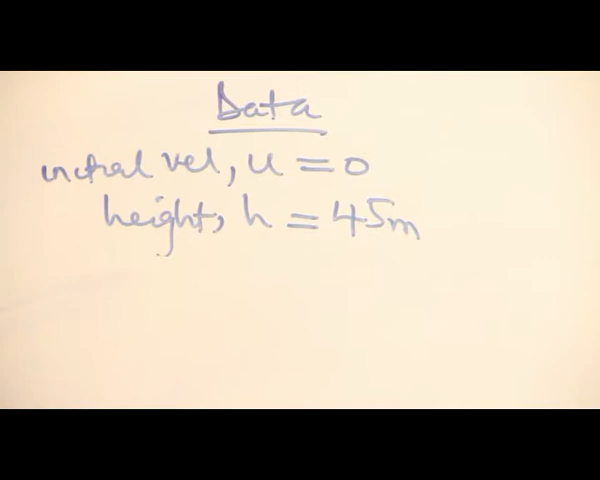 Data
initial vel, u = 0
height, h = 45m